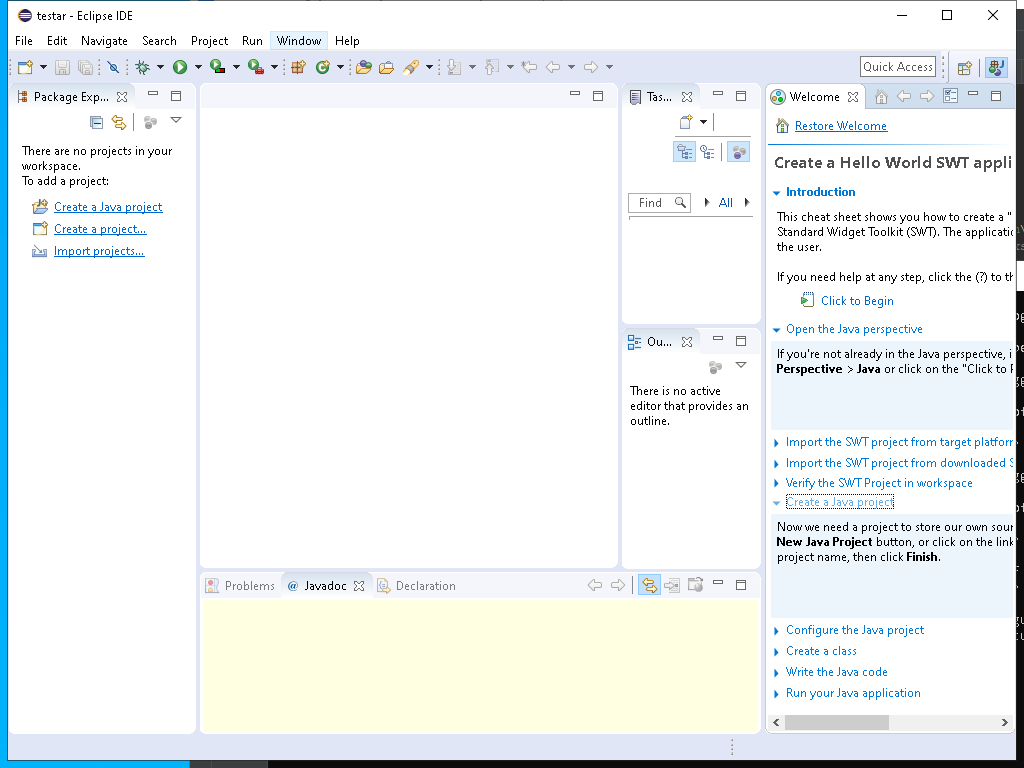 testar - Eclipse IDE
File Edit Navigate Search Project Run Window Help
Quick Access
Package Exp...
There are no projects in your
workspace.
To add a project:
Create a Java project
Create a project...
Import projects...
Tas...
Find
All
Ou...
There is no active
editor that provides an
outline.
Welcome
Restore Welcome
Create a Hello World SWT appli
Introduction
This cheat sheet shows you how to create a "
Standard Widget Toolkit (SWT). The applicatio
the user.
If you need help at any step, click the (?) to th
Click to Begin
Open the Java perspective
If you're not already in the Java perspective, i
Perspective > Java or click on the "Click to P
Import the SWT project from target platform
Import the SWT project from downloaded S
Verify the SWT Project in workspace
Create a Java project
Now we need a project to store our own sour
New Java Project button, or click on the link
project name, then click Finish.
Configure the Java project
Create a class
Write the Java code
Run your Java application
Problems
@ Javadoc
Declaration